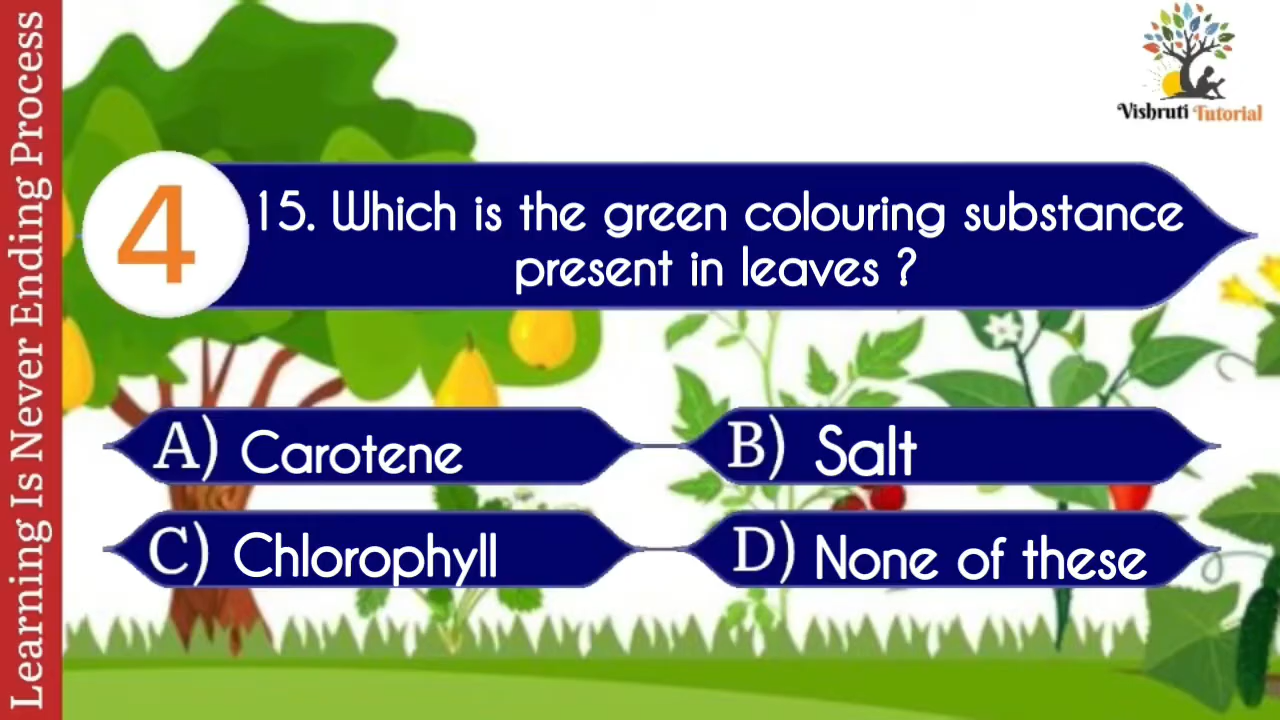 Learning Is Never Ending Process
Vishruti Tutorial
4
15. Which is the green colouring substance
present in leaves ?
A) Carotene
B) Salt
C) Chlorophyll
D) None of these